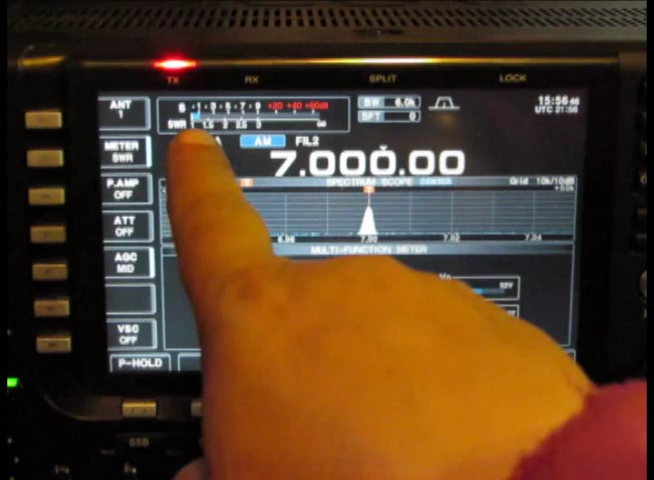 TX RX SPLIT LOCK
ANT
1
S 1 3 5 7 9 +20 +40 +60dB
SWR 1 1.5 2 2.5 3 ∞
BW 6.0k
SFT 0
15:56 46
UTC 21:56
METER
SWR
AM FIL2
7.000.00
P.AMP
OFF
SPECTRUM SCOPE CENTER Grid 10k/10dB
+50k
ATT
OFF
6.98 7.00 7.02 7.04
MULTI-FUNCTION METER
AGC
MID
VSC
OFF
P-HOLD
SSB